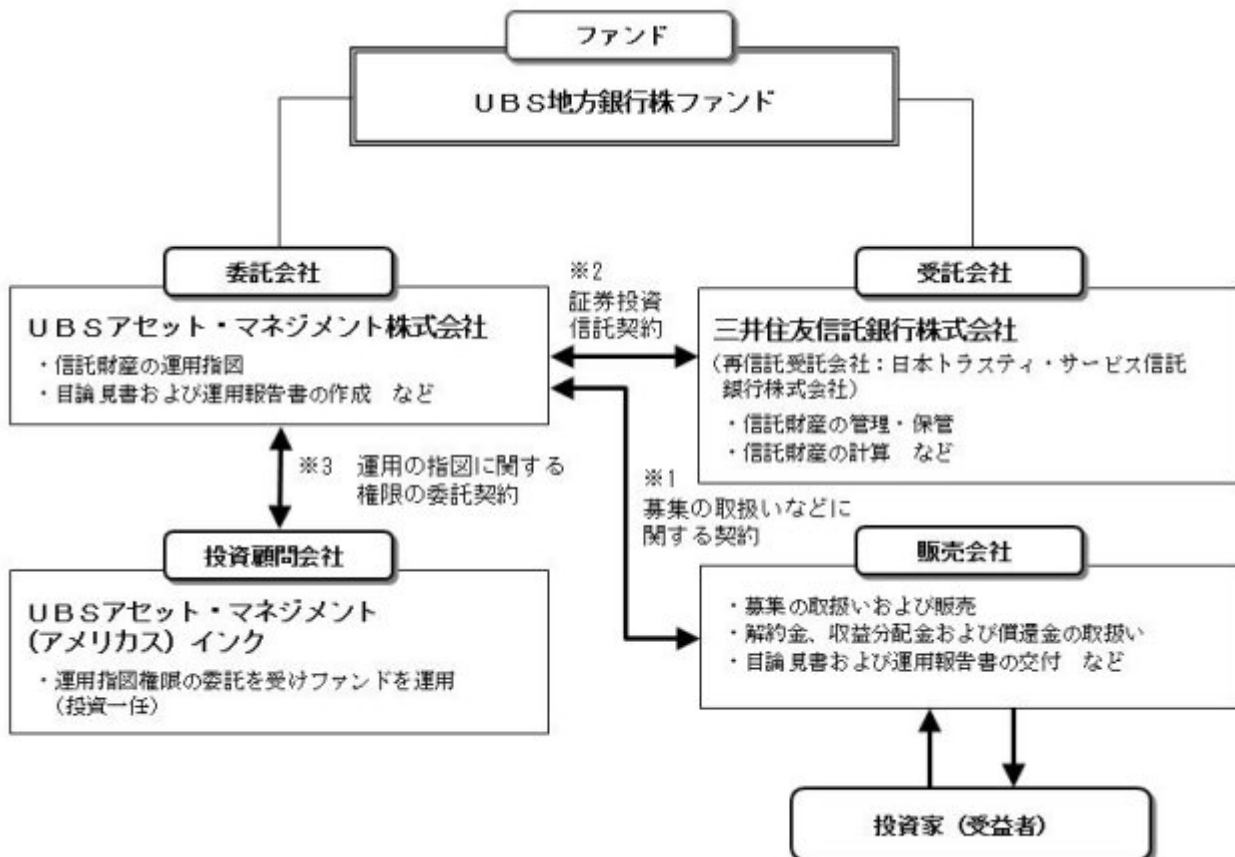 ファンド
UBS地方銀行株ファンド
委託会社
UBSアセット・マネジメント株式会社
・信託財産の運用指図
・目論見書および運用報告書の作成 など
※2
証券投資
信託契約
受託会社
三井住友信託銀行株式会社
(再信託受託会社:日本トラスティ・サービス信託
銀行株式会社)
・信託財産の管理・保管
・信託財産の計算 など
※3 運用の指図に関する
権限の委託契約
※1
募集の取扱いなどに
関する契約
投資顧問会社
UBSアセット・マネジメント
(アメリカス)インク
・運用指図権限の委託を受けファンドを運用
(投資一任)
販売会社
・募集の取扱いおよび販売
・解約金、収益分配金および償還金の取扱い
・目論見書および運用報告書の交付 など
投資家(受益者)